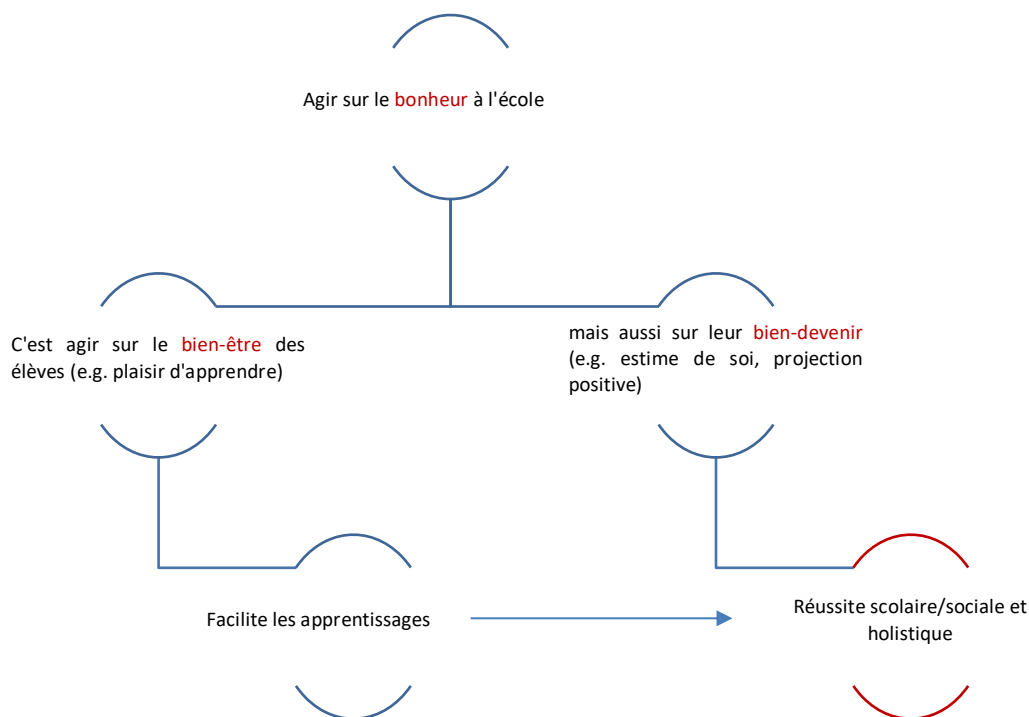 Agir sur le bonheur à l'école
C'est agir sur le bien-être des
élèves (e.g. plaisir d'apprendre)
mais aussi sur leur bien-devenir
(e.g. estime de soi, projection
positive)
Facilite les apprentissages
Réussite scolaire/sociale et
holistique